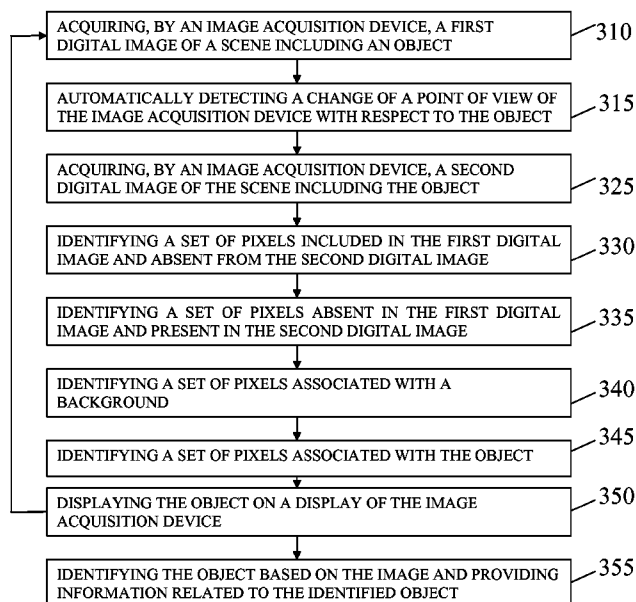 ACQUIRING, BY AN IMAGE ACQUISITION DEVICE, A FIRST
DIGITAL IMAGE OF A SCENE INCLUDING AN OBJECT
310
AUTOMATICALLY DETECTING A CHANGE OF A POINT OF VIEW OF
THE IMAGE ACQUISITION DEVICE WITH RESPECT TO THE OBJECT
315
ACQUIRING, BY AN IMAGE ACQUISITION DEVICE, A SECOND
DIGITAL IMAGE OF THE SCENE INCLUDING THE OBJECT
325
IDENTIFYING A SET OF PIXELS INCLUDED IN THE FIRST DIGITAL
IMAGE AND ABSENT FROM THE SECOND DIGITAL IMAGE
330
IDENTIFYING A SET OF PIXELS ABSENT IN THE FIRST DIGITAL
IMAGE AND PRESENT IN THE SECOND DIGITAL IMAGE
335
IDENTIFYING A SET OF PIXELS ASSOCIATED WITH A
BACKGROUND
340
IDENTIFYING A SET OF PIXELS ASSOCIATED WITH THE OBJECT
345
DISPLAYING THE OBJECT ON A DISPLAY OF THE IMAGE
ACQUISITION DEVICE
350
IDENTIFYING THE OBJECT BASED ON THE IMAGE AND PROVIDING
INFORMATION RELATED TO THE IDENTIFIED OBJECT
355